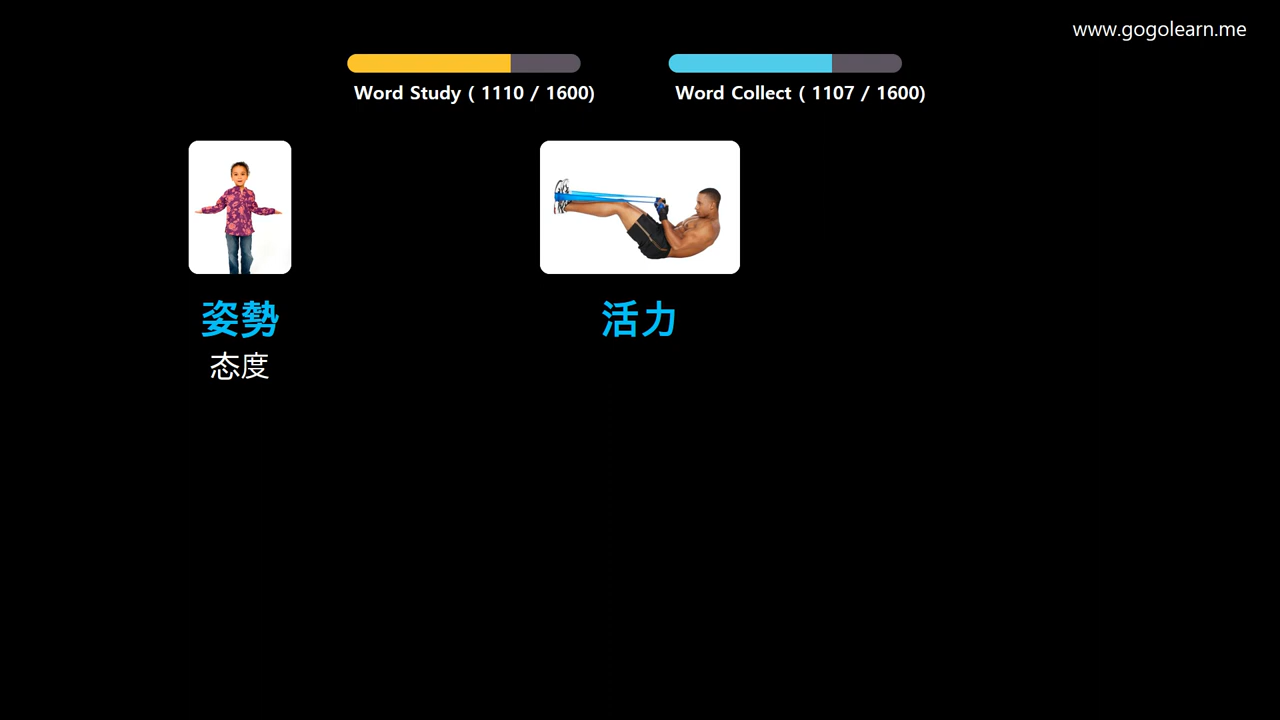 www.gogolearn.me
Word Study ( 1110 / 1600)
Word Collect ( 1107 / 1600)
姿勢
态度
活力